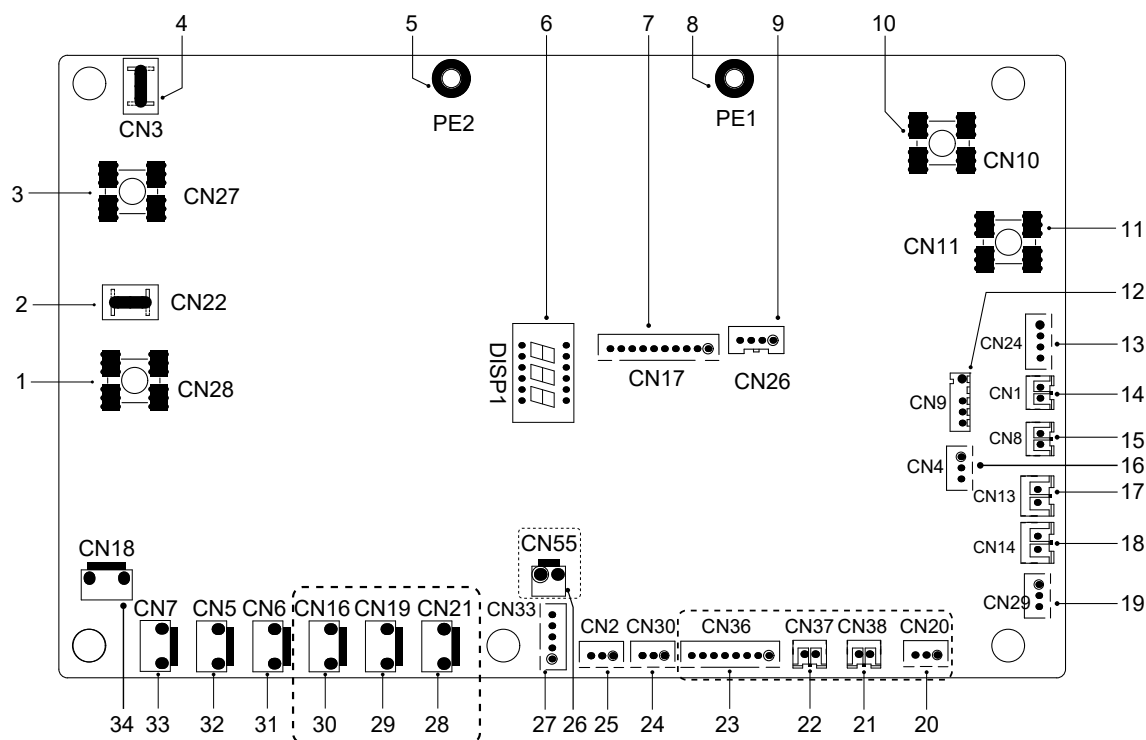 4 5 6 7 8 9 10
CN3
PE2
PE1
CN10
3 CN27
CN11 11
2 CN22
12
CN24 13
DISP1
CN17
CN26
1 CN28
CN9
CN1 14
CN8 15
CN4 16
CN13 17
CN14 18
CN29 19
CN18
CN55
CN7 CN5 CN6 CN16 CN19 CN21 CN33 CN2 CN30 CN36 CN37 CN38 CN20
34 33 32 31 30 29 28 27 26 25 24 23 22 21 20